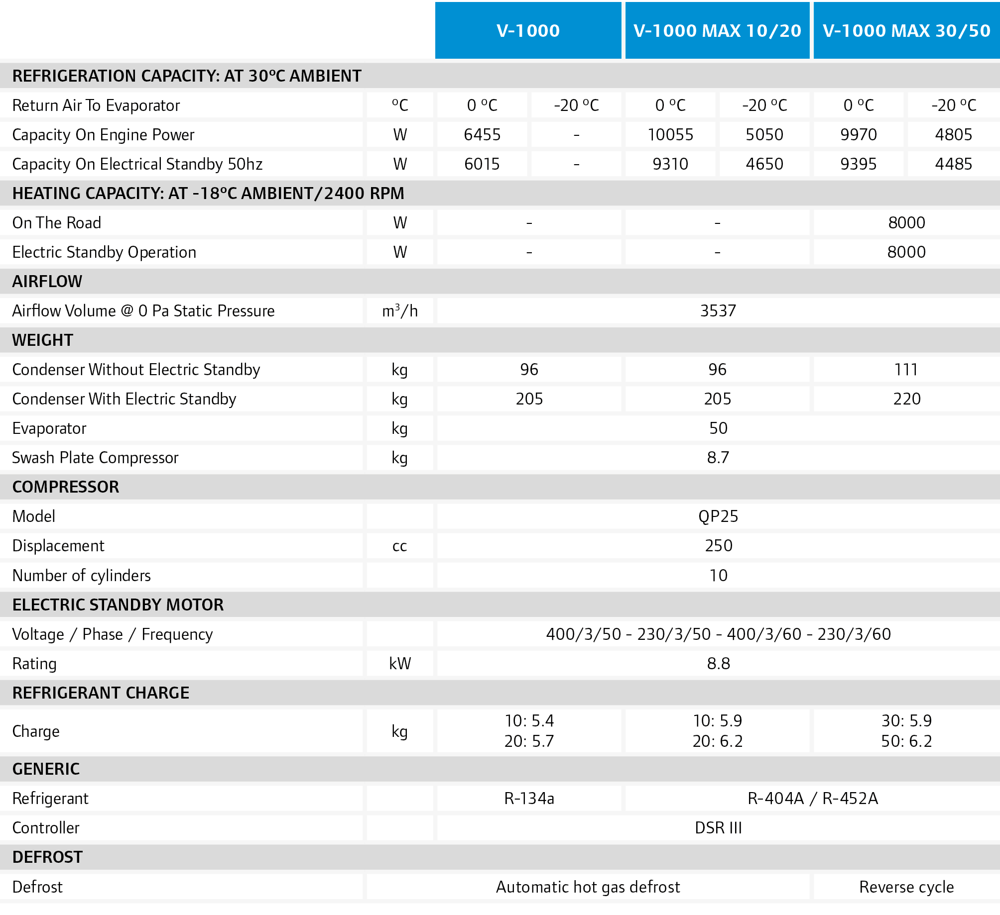 V-1000 V-1000 MAX 10/20 V-1000 MAX 30/50
REFRIGERATION CAPACITY: AT 30ºC AMBIENT
Return Air To Evaporator ºC 0 ºC -20 ºC 0 ºC -20 ºC 0 ºC -20 ºC
Capacity On Engine Power W 6455 - 10055 5050 9970 4805
Capacity On Electrical Standby 50hz W 6015 - 9310 4650 9395 4485
HEATING CAPACITY: AT -18ºC AMBIENT/2400 RPM
On The Road W - - 8000
Electric Standby Operation W - - 8000
AIRFLOW
Airflow Volume @ 0 Pa Static Pressure m³/h 3537
WEIGHT
Condenser Without Electric Standby kg 96 96 111
Condenser With Electric Standby kg 205 205 220
Evaporator kg 50
Swash Plate Compressor kg 8.7
COMPRESSOR
Model QP25
Displacement cc 250
Number of cylinders 10
ELECTRIC STANDBY MOTOR
Voltage / Phase / Frequency 400/3/50 - 230/3/50 - 400/3/60 - 230/3/60
Rating kW 8.8
REFRIGERANT CHARGE
Charge kg 10: 5.4 10: 5.9 30: 5.9
20: 5.7 20: 6.2 50: 6.2
GENERIC
Refrigerant R-134a R-404A / R-452A
Controller DSR III
DEFROST
Defrost Automatic hot gas defrost Reverse cycle